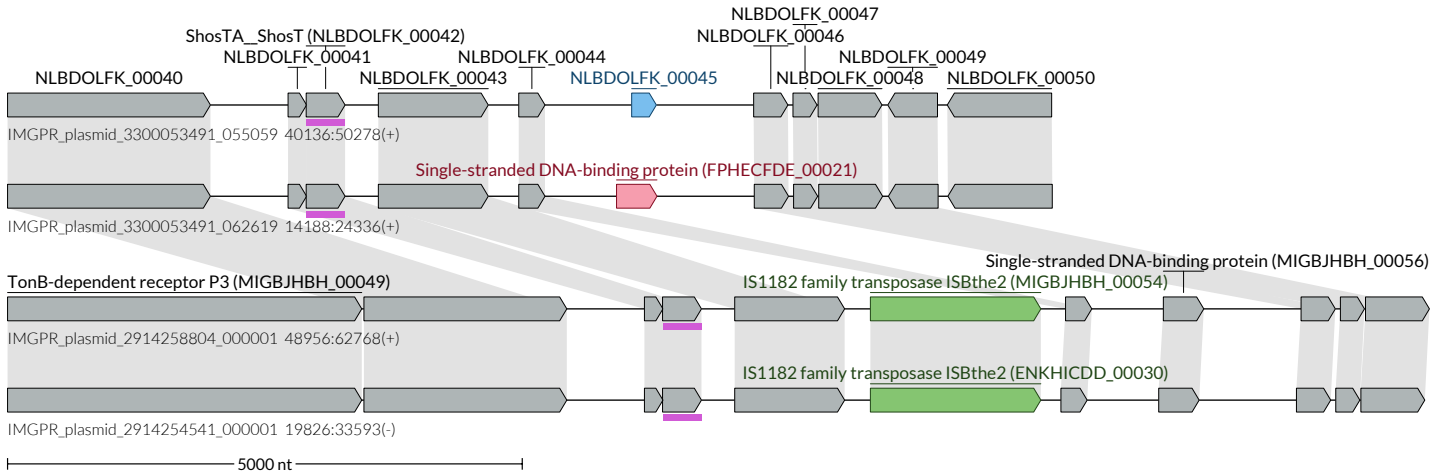 NLBDOLFK_00047
ShosTA__ShosT (NLBDOLFK_00042)
NLBDOLFK_00046
NLBDOLFK_00041
NLBDOLFK_00044
NLBDOLFK_00049
NLBDOLFK_00040
NLBDOLFK_00043
NLBDOLFK_00045
NLBDOLFK_00048
NLBDOLFK_00050
IMGPR_plasmid_3300053491_055059 40136:50278(+)
Single-stranded DNA-binding protein (FPHECFDE_00021)
IMGPR_plasmid_3300053491_062619 14188:24336(+)
Single-stranded DNA-binding protein (MIGBJHBH_00056)
TonB-dependent receptor P3 (MIGBJHBH_00049)
IS1182 family transposase ISBthe2 (MIGBJHBH_00054)
IMGPR_plasmid_2914258804_000001 48956:62768(+)
IS1182 family transposase ISBthe2 (ENKHICDD_00030)
IMGPR_plasmid_2914254541_000001 19826:33593(-)
5000 nt